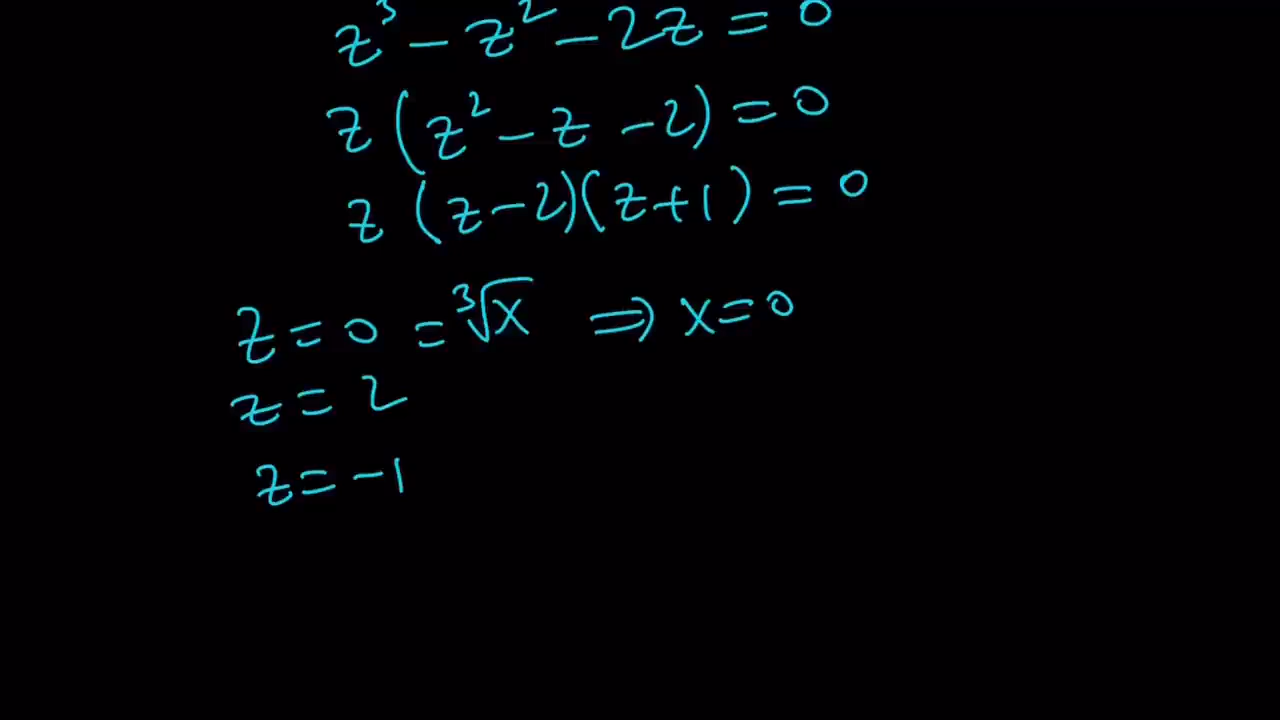 z³ - z² - 2z = 0
z (z² - z - 2) = 0
z (z-2)(z+1) = 0
z = 0 = ∛x ⇒ x = 0
z = 2
z = -1